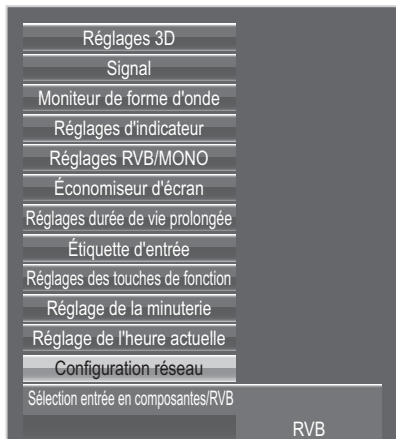 Réglages 3D
Signal
Moniteur de forme d'onde
Réglages d'indicateur
Réglages RVB/MONO
Économiseur d'écran
Réglages durée de vie prolongée
Étiquette d'entrée
Réglages des touches de fonction
Réglage de la minuterie
Réglage de l'heure actuelle
Configuration réseau
Sélection entrée en composantes/RVB
RVB